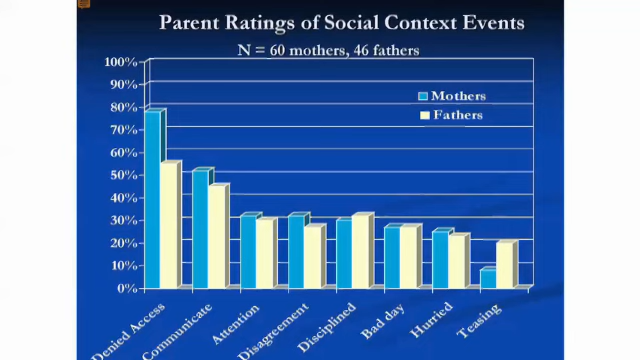 Parent Ratings of Social Context Events
N = 60 mothers, 46 fathers
100%
90%
80%
70%
60%
50%
40%
30%
20%
10%
0%
Mothers
Fathers
Denied Access
Communicate
Attention
Disagreement
Disciplined
Bad day
Hurried
Teasing